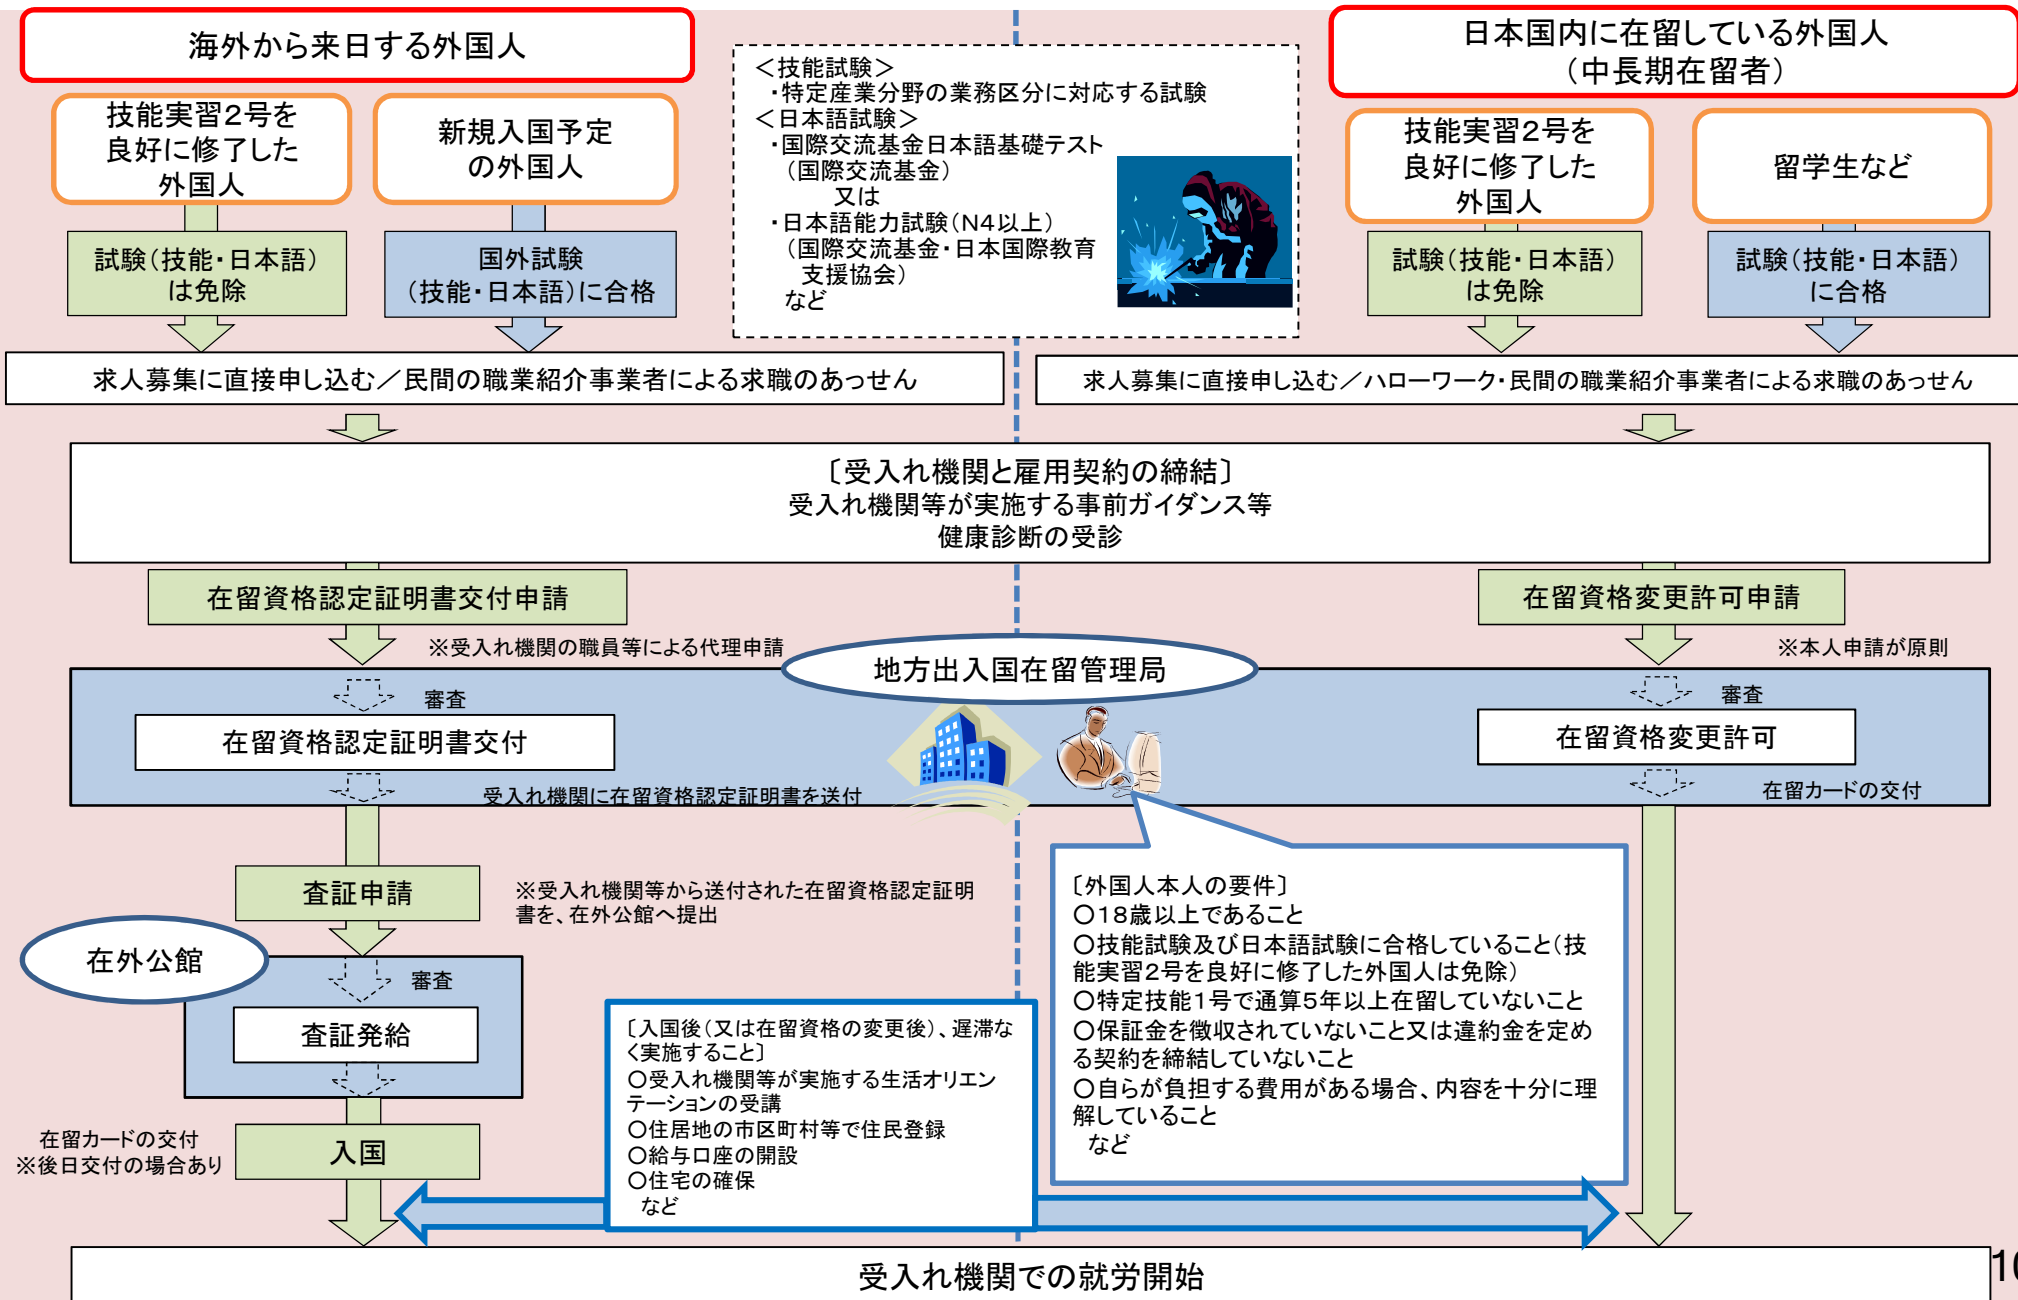 海外から来日する外国人
日本国内に在留している外国人
（中長期在留者）
技能実習２号を
良好に修了した
外国人
新規入国予定
の外国人
＜技能試験＞
・特定産業分野の業務区分に対応する試験
＜日本語試験＞
・国際交流基金日本語基礎テスト
（国際交流基金）
又は
・日本語能力試験（Ｎ４以上）
（国際交流基金・日本国際教育
支援協会）
など
技能実習２号を
良好に修了した
外国人
留学生など
試験（技能・日本語）
は免除
国外試験
（技能・日本語）に合格
試験（技能・日本語）
は免除
試験（技能・日本語）
に合格
求人募集に直接申し込む／民間の職業紹介事業者による求職のあっせん
求人募集に直接申し込む／ハローワーク・民間の職業紹介事業者による求職のあっせん
〔受入れ機関と雇用契約の締結〕
受入れ機関等が実施する事前ガイダンス等
健康診断の受診
在留資格認定証明書交付申請
在留資格変更許可申請
※受入れ機関の職員等による代理申請
※本人申請が原則
地方出入国在留管理局
審査
在留資格認定証明書交付
受入れ機関に在留資格認定証明書を送付
審査
在留資格変更許可
在留カードの交付
査証申請
※受入れ機関等から送付された在留資格認定証明
書を、在外公館へ提出
在外公館
審査
査証発給
在留カードの交付
※後日交付の場合あり
入国
〔入国後（又は在留資格の変更後）、遅滞な
く実施すること〕
○受入れ機関等が実施する生活オリエン
テーションの受講
○住居地の市区町村等で住民登録
○給与口座の開設
○住宅の確保
など
〔外国人本人の要件〕
○１８歳以上であること
○技能試験及び日本語試験に合格していること（技
能実習２号を良好に修了した外国人は免除）
○特定技能１号で通算５年以上在留していないこと
○保証金を徴収されていないこと又は違約金を定め
る契約を締結していないこと
○自らが負担する費用がある場合、内容を十分に理
解していること
など
受入れ機関での就労開始